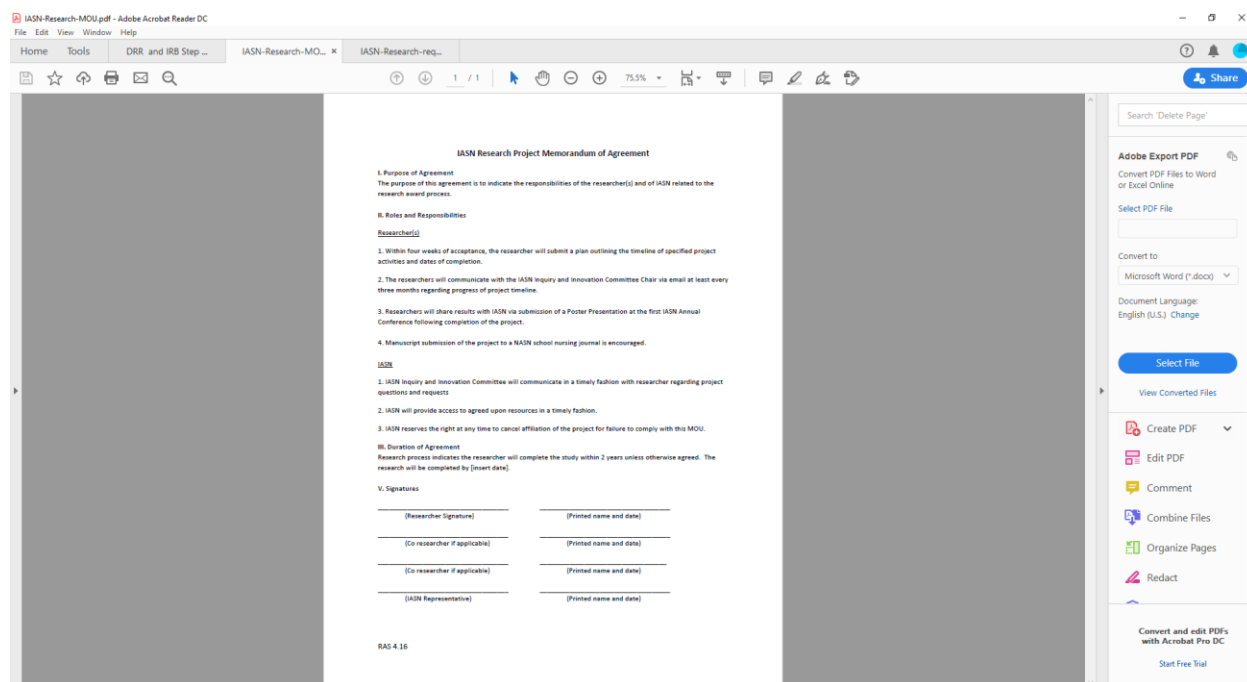 IASN-Research-MOU.pdf - Adobe Acrobat Reader DC
File Edit View Window Help
Home Tools DRR and IRB Step ... IASN-Research-MO... × IASN-Research-req...
1 / 1 75.5% Share
IASN Research Project Memorandum of Agreement
I. Purpose of Agreement
The purpose of this agreement is to indicate the responsibilities of the researcher(s) and of IASN related to the
research award process.
II. Roles and Responsibilities
Researcher(s)
1. Within four weeks of acceptance, the researcher will submit a plan outlining the timeline of specified project
activities and dates of completion.
2. The researchers will communicate with the IASN Inquiry and Innovation Committee Chair via email at least every
three months regarding progress of project timeline.
3. Researchers will share results with IASN via submission of a Poster Presentation at the first IASN Annual
Conference following completion of the project.
4. Manuscript submission of the project to a NASN school nursing journal is encouraged.
IASN
1. IASN Inquiry and Innovation Committee will communicate in a timely fashion with researcher regarding project
questions and requests
2. IASN will provide access to agreed upon resources in a timely fashion.
3. IASN reserves the right at any time to cancel affiliation of the project for failure to comply with this MOU.
III. Duration of Agreement
Research process indicates the researcher will complete the study within 2 years unless otherwise agreed. The
research will be completed by [insert date].
V. Signatures
(Researcher Signature) (Printed name and date)
(Co researcher if applicable) (Printed name and date)
(Co researcher if applicable) (Printed name and date)
(IASN Representative) (Printed name and date)
RAS 4.16
Search 'Delete Page'
Adobe Export PDF
Convert PDF Files to Word
or Excel Online
Select PDF File
Convert to
Microsoft Word (*.docx)
Document Language:
English (U.S.) Change
Select File
View Converted Files
Create PDF
Edit PDF
Comment
Combine Files
Organize Pages
Redact
Convert and edit PDFs
with Acrobat Pro DC
Start Free Trial